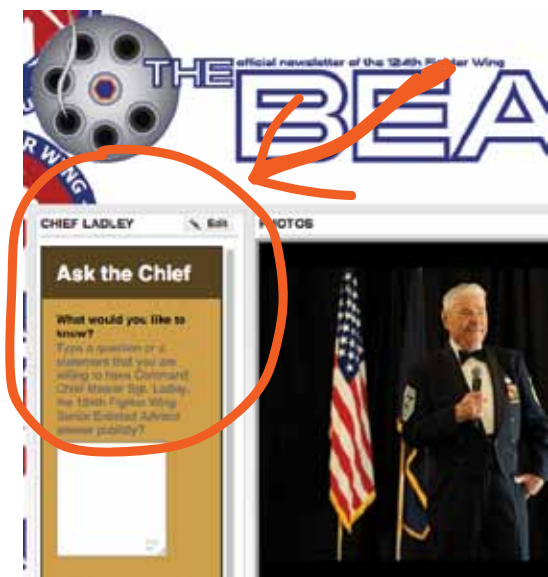 THE
official newsletter of the 124th Fighter Wing
BEA
R WING
CHIEF LADLEY
Edit
PHOTOS
Ask the Chief
What would you like to
know?
Type a question or a
statement that you are
willing to have Command
Chief Master Sgt. Ladley,
the 124th Fighter Wing
Senior Enlisted Advisor
answer publicly?